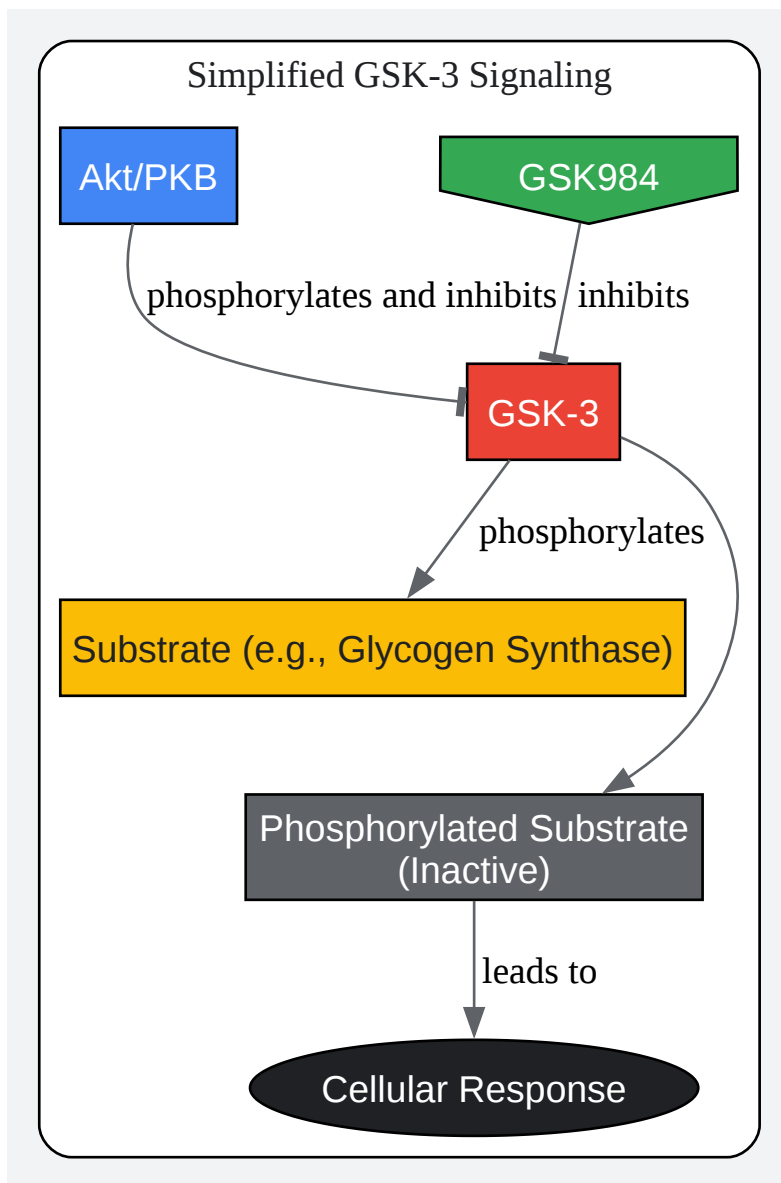 Simplified GSK-3 Signaling
Akt/PKB
GSK984
phosphorylates and inhibits
inhibits
GSK-3
phosphorylates
Substrate (e.g., Glycogen Synthase)
Phosphorylated Substrate
(Inactive)
leads to
Cellular Response